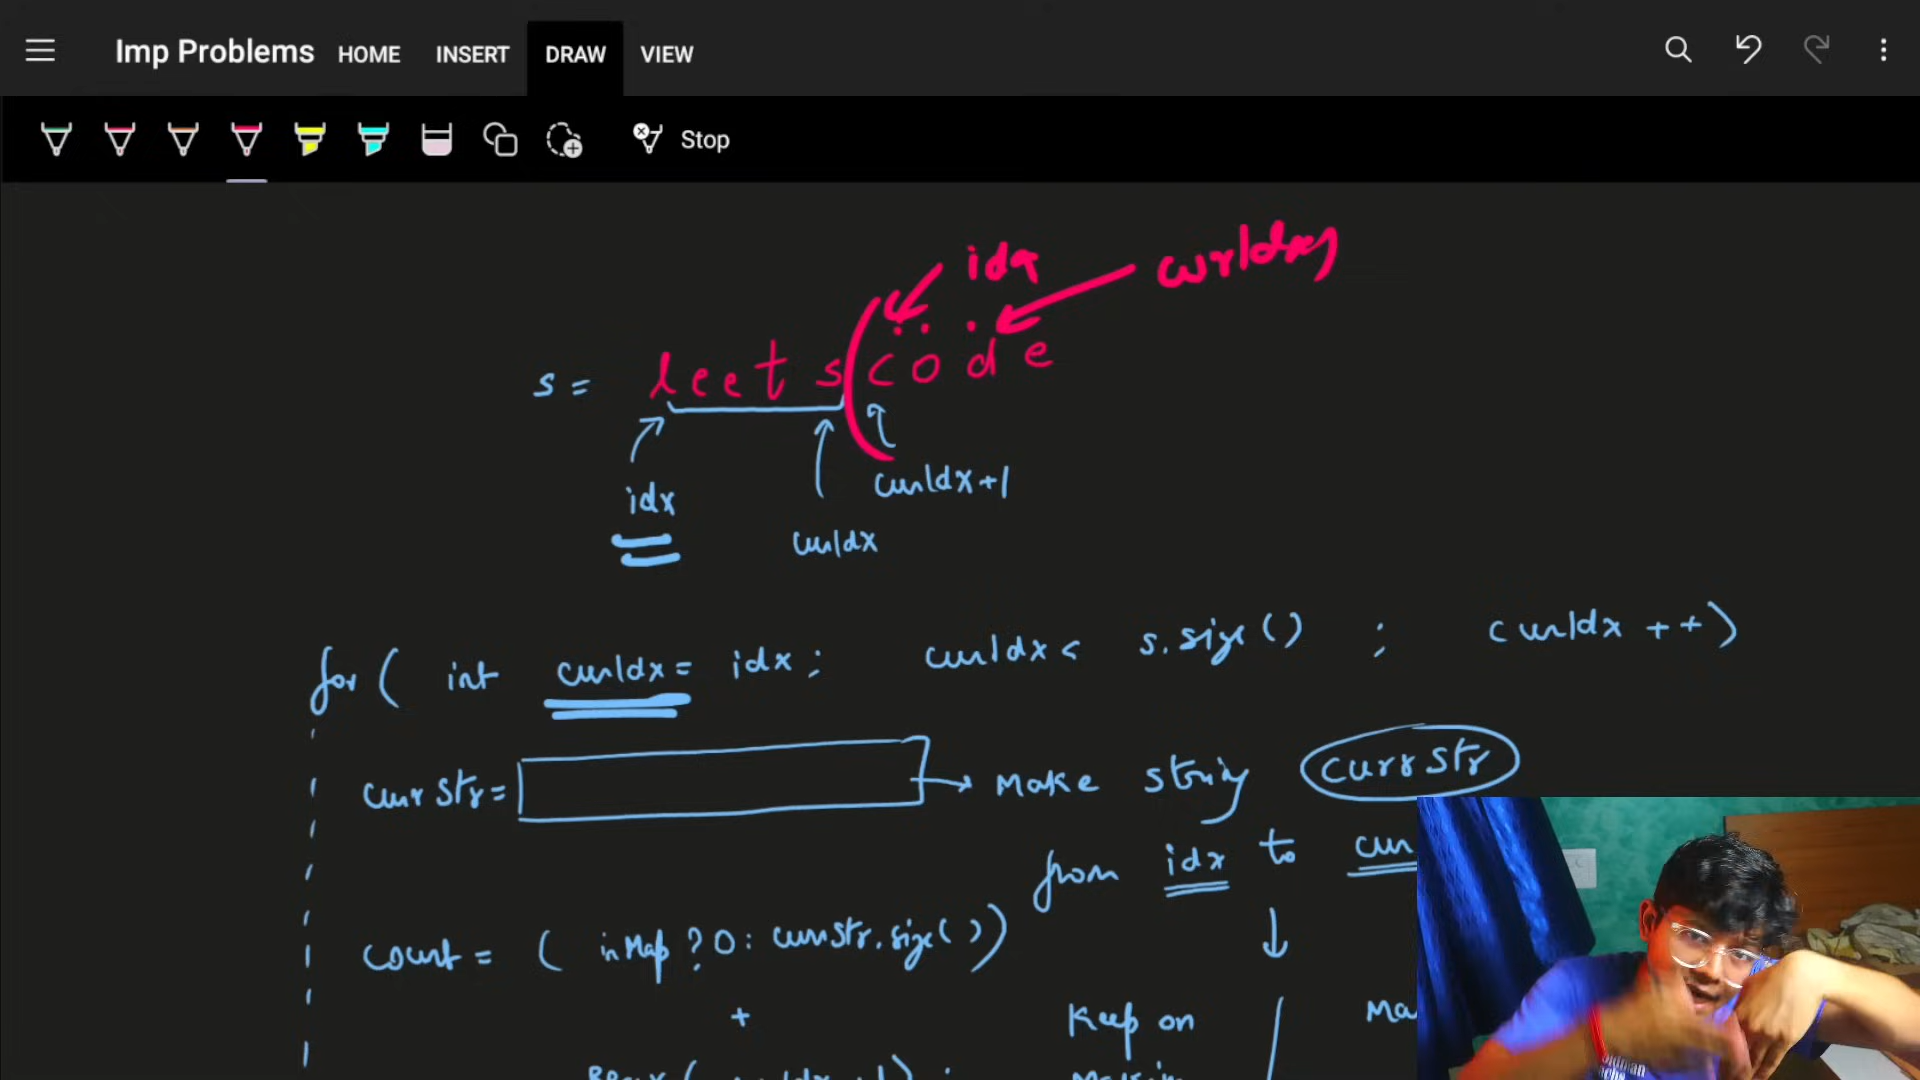 Imp Problems HOME INSERT DRAW VIEW
Stop
idx currIdx
s = leetscode
idx currIdx currIdx+1
for ( int currIdx = idx ; currIdx < s.size() ; currIdx ++)
currStr = → Make string currStr
from idx to
count = ( inMap ? 0 : currStr.size() )
+
Keep on